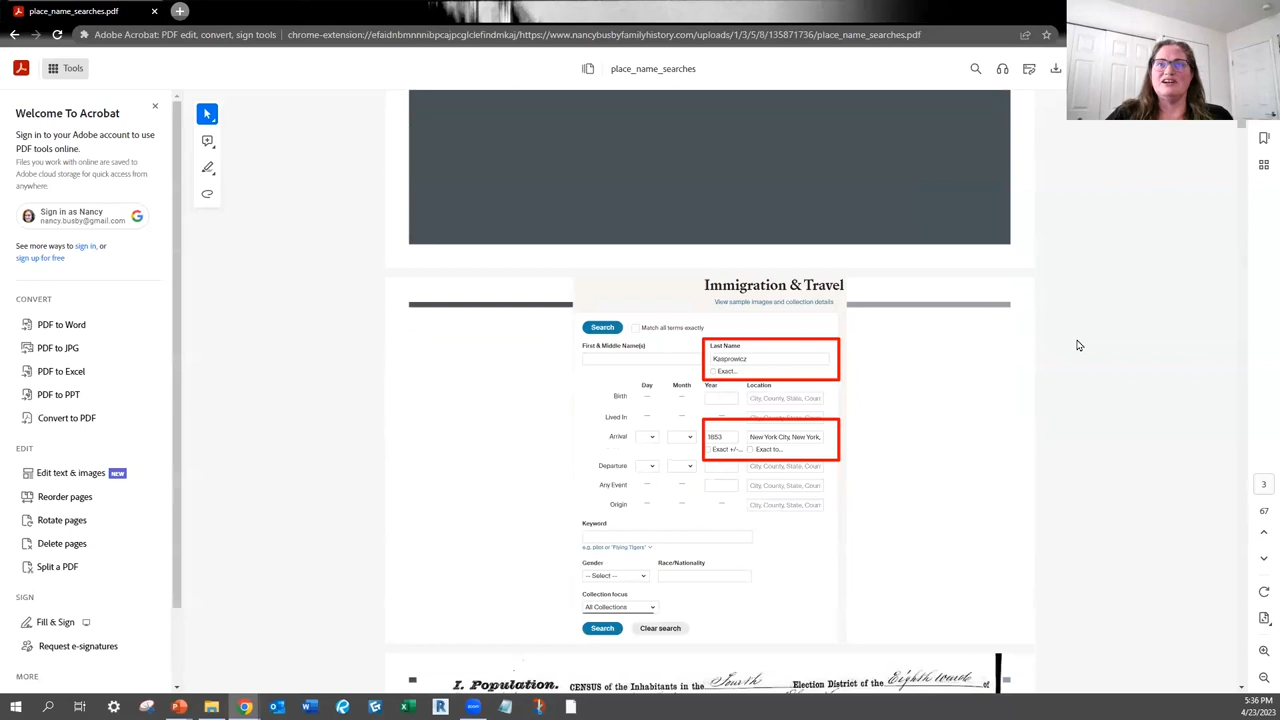 place_name_searches
Adobe Acrobat: PDF edit, convert, sign tools | chrome-extension://efaidnbmnnnibpcajpcglclefindmkaj/https://www.nancybusbyfamilyhistory.com/uploads/1/3/5/8/135871736/place_name_searches.pdf
Tools
place_name_searches
Welcome To Acrobat
Sign in to your Adobe account to use
PDF tools online.
Files you work with online are saved to
Adobe cloud storage for quick access from
anywhere.
Sign in as Nancy
nancy.busby@gmail.com
See more ways to sign in, or
sign up for free
CONVERT
PDF to Word
PDF to JPG
PDF to Excel
PDF to PPT
Convert to PDF
EDIT
Edit text & images NEW
Reorder pages
Rotate pages
Delete pages
Split a PDF
SIGN
Fill & Sign
Request e-signatures
MORE
Immigration & Travel
View sample images and collection details
Search Match all terms exactly
First & Middle Name(s) Last Name
Kasprowicz
Exact...
Day Month Year Location
Birth City, County, State, Coun
Lived In City, County, State, Coun
Arrival 1853 New York City, New York,
Exact +/-... Exact to...
Departure City, County, State, Coun
Any Event City, County, State, Coun
Origin City, County, State, Coun
Keyword
e.g. pilot or "Flying Tigers"
Gender Race/Nationality
-- Select --
Collection focus
All Collections
Search Clear search
I. Population. CENSUS of the Inhabitants in the Fourth Election District of the Eighth ward of
3
67
5:36 PM
4/23/2023